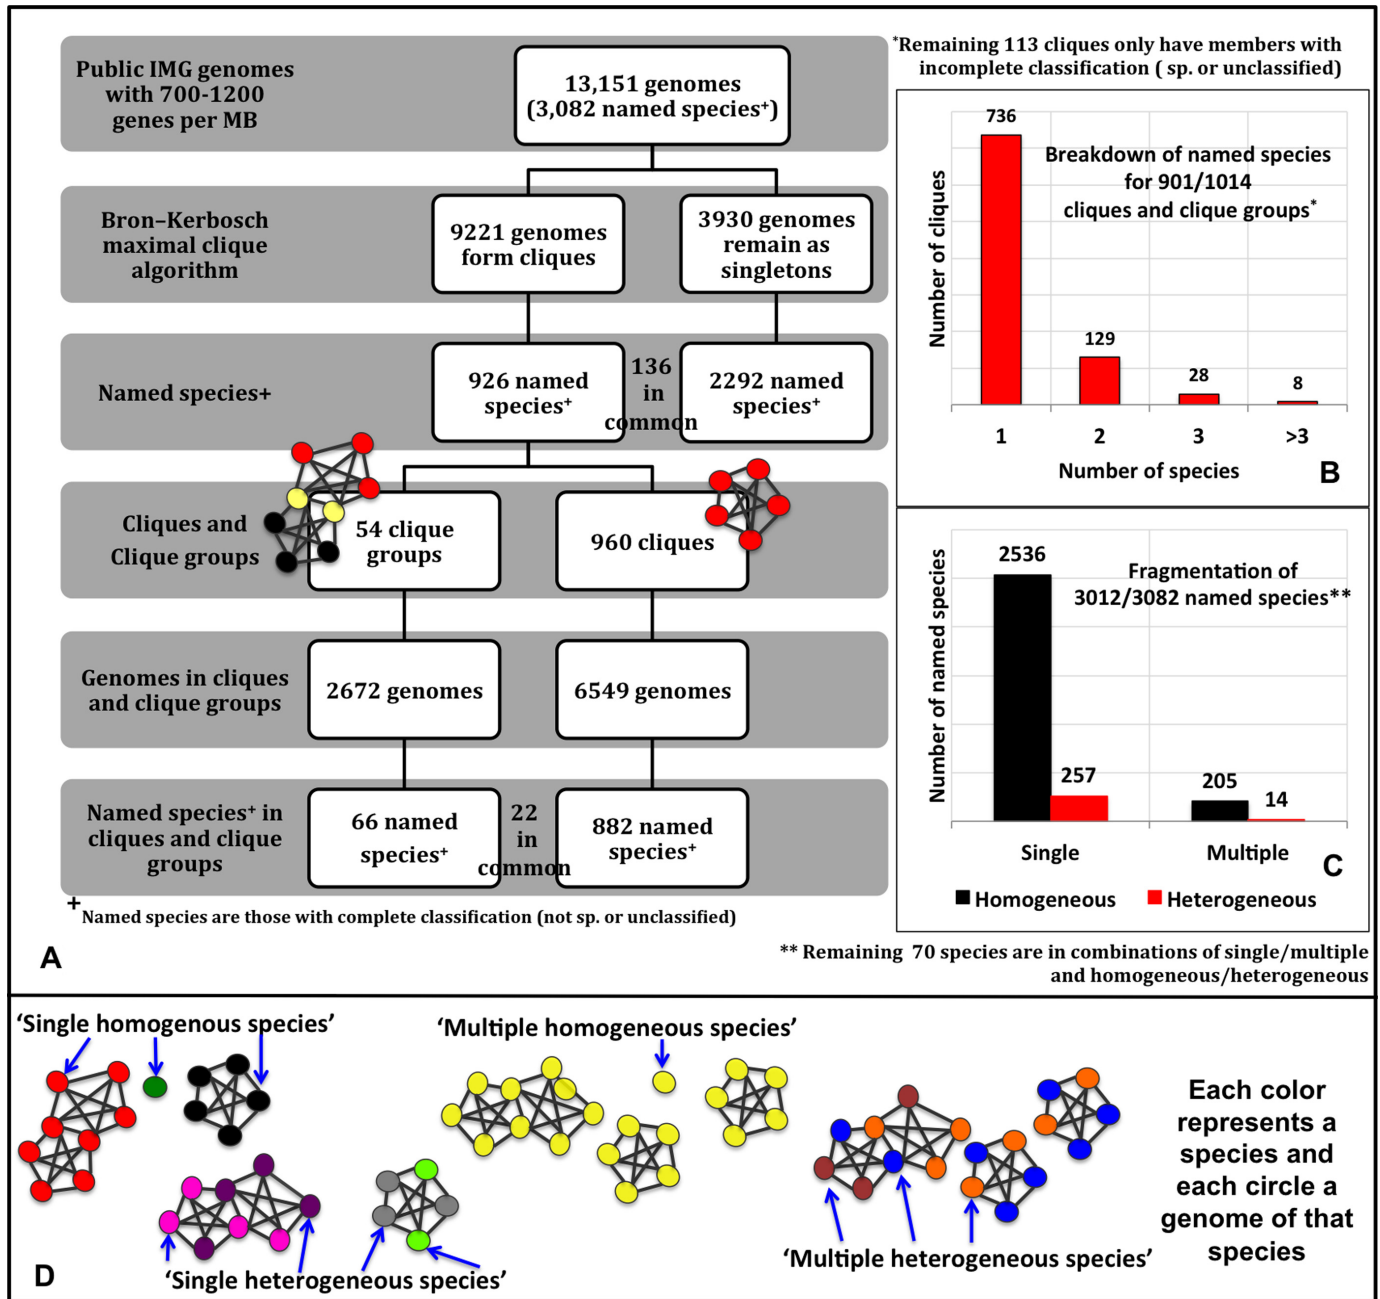 Public IMG genomes
with 700-1200
genes per MB
13,151 genomes
(3,082 named species+)
Bron–Kerbosch
maximal clique
algorithm
9221 genomes
form cliques
3930 genomes
remain as
singletons
Named species+
926 named
species+
136
in
common
2292 named
species+
Cliques and
Clique groups
54 clique
groups
960 cliques
Genomes in cliques
and clique groups
2672 genomes
6549 genomes
Named species+ in
cliques and clique
groups
66 named
species+
22
in
common
882 named
species+
+Named species are those with complete classification (not sp. or unclassified)
A
*Remaining 113 cliques only have members with
incomplete classification ( sp. or unclassified)
Number of cliques
736
Breakdown of named species
for 901/1014
cliques and clique groups*
129
28
8
1
2
3
>3
Number of species
B
Number of named species
2536
Fragmentation of
3012/3082 named species**
257
205
14
Single
Multiple
C
Homogeneous
Heterogeneous
** Remaining 70 species are in combinations of single/multiple
and homogeneous/heterogeneous
‘Single homogenous species’
‘Multiple homogeneous species’
‘Single heterogeneous species’
‘Multiple heterogeneous species’
Each color
represents a
species and
each circle a
genome of that
species
D